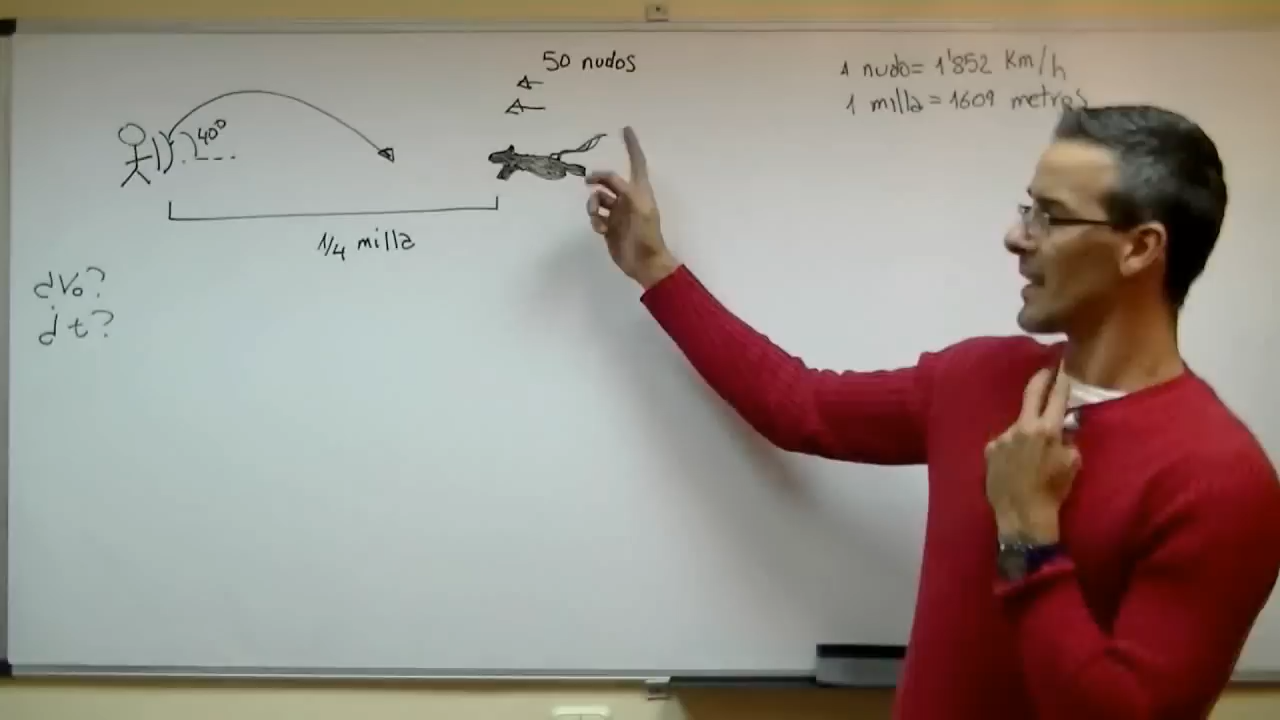 50 nudos
1 nudo = 1'852 Km/h
1 milla = 1609 metros
40º
1/4 milla
¿Vo?
¿t?